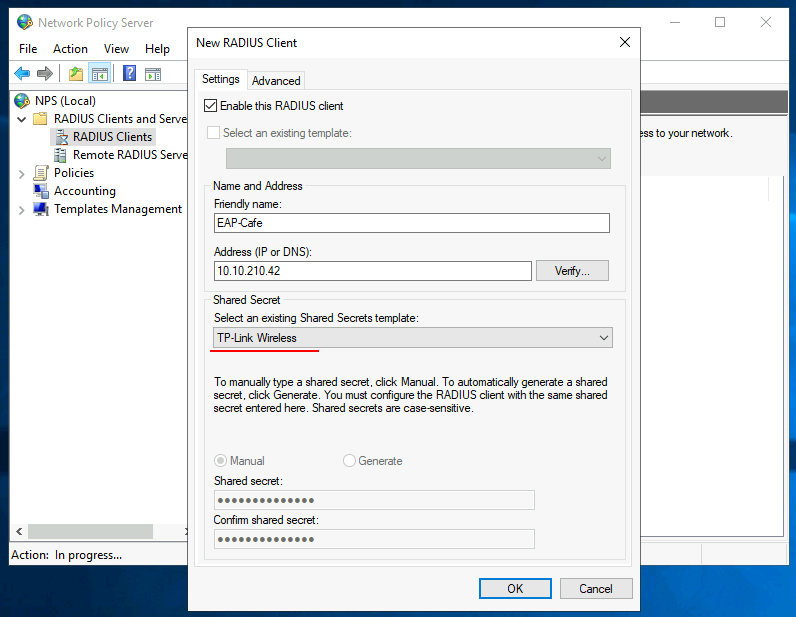 Network Policy Server
File Action View Help
NPS (Local)
RADIUS Clients and Serve
RADIUS Clients
Remote RADIUS Serve
Policies
Accounting
Templates Management
Action: In progress...
ess to your network.
New RADIUS Client
Settings Advanced
Enable this RADIUS client
Select an existing template:
Name and Address
Friendly name:
EAP-Cafe
Address (IP or DNS):
10.10.210.42 Verify...
Shared Secret
Select an existing Shared Secrets template:
TP-Link Wireless
To manually type a shared secret, click Manual. To automatically generate a shared
secret, click Generate. You must configure the RADIUS client with the same shared
secret entered here. Shared secrets are case-sensitive.
Manual Generate
Shared secret:
●●●●●●●●●●●●●●
Confirm shared secret:
●●●●●●●●●●●●●●
OK Cancel